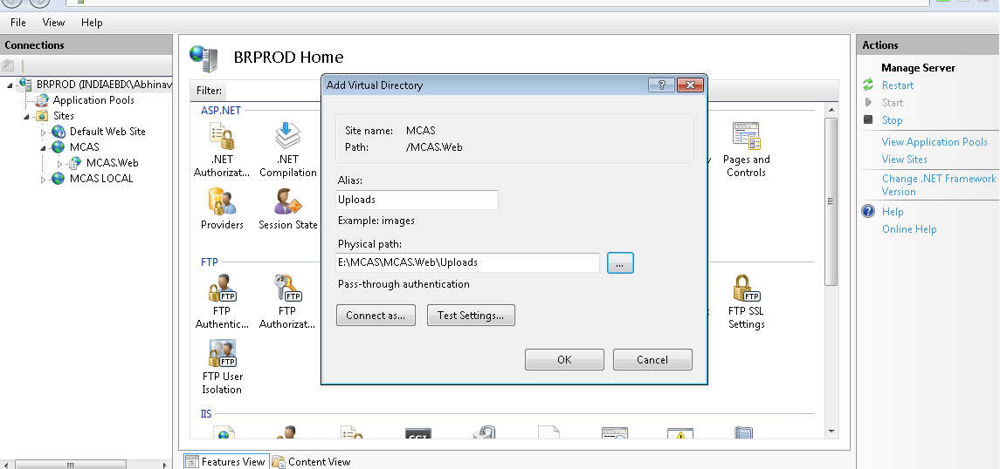 File View Help
Connections
BRPROD (INDIAEBIX\Abhinav
Application Pools
Sites
Default Web Site
MCAS
MCAS.Web
MCAS LOCAL
BRPROD Home
Filter:
ASP.NET
.NET Authorizat...
.NET Compilation
Pages and Controls
Providers
Session State
FTP
FTP Authentic...
FTP Authorizat...
FTP SSL Settings
FTP User Isolation
IIS
Features View
Content View
Add Virtual Directory
Site name: MCAS
Path: /MCAS.Web
Alias:
Uploads
Example: images
Physical path:
E:\MCAS\MCAS.Web\Uploads
...
Pass-through authentication
Connect as...
Test Settings...
OK
Cancel
Actions
Manage Server
Restart
Start
Stop
View Application Pools
View Sites
Change .NET Framework
Version
Help
Online Help